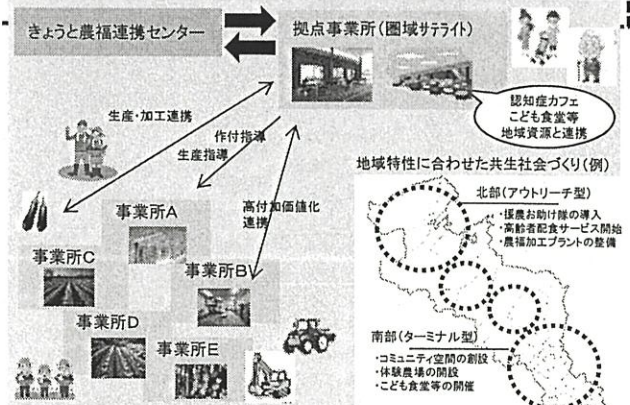 きょうと農福連携センター
拠点事業所(圏域サテライト)
認知症カフェ
こども食堂等
地域資源と連携
生産・加工連携
作付指導
生産指導
高付加価値化
連携
事業所A
事業所B
事業所C
事業所D
事業所E
地域特性に合わせた共生社会づくり(例)
北部(アウトリーチ型)
・援農お助け隊の導入
・高齢者配食サービス開始
・農福加工プラントの整備
南部(ターミナル型)
・コミュニティ空間の創設
・体験農場の開設
・こども食堂等の開催